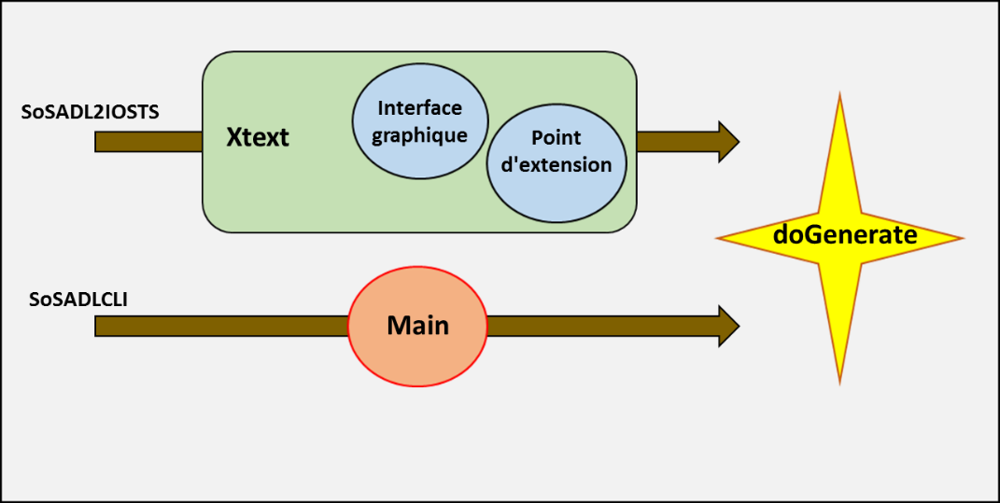 SoSADL2IOSTS
Xtext
Interface
graphique
Point
d'extension
doGenerate
SoSADLCLI
Main